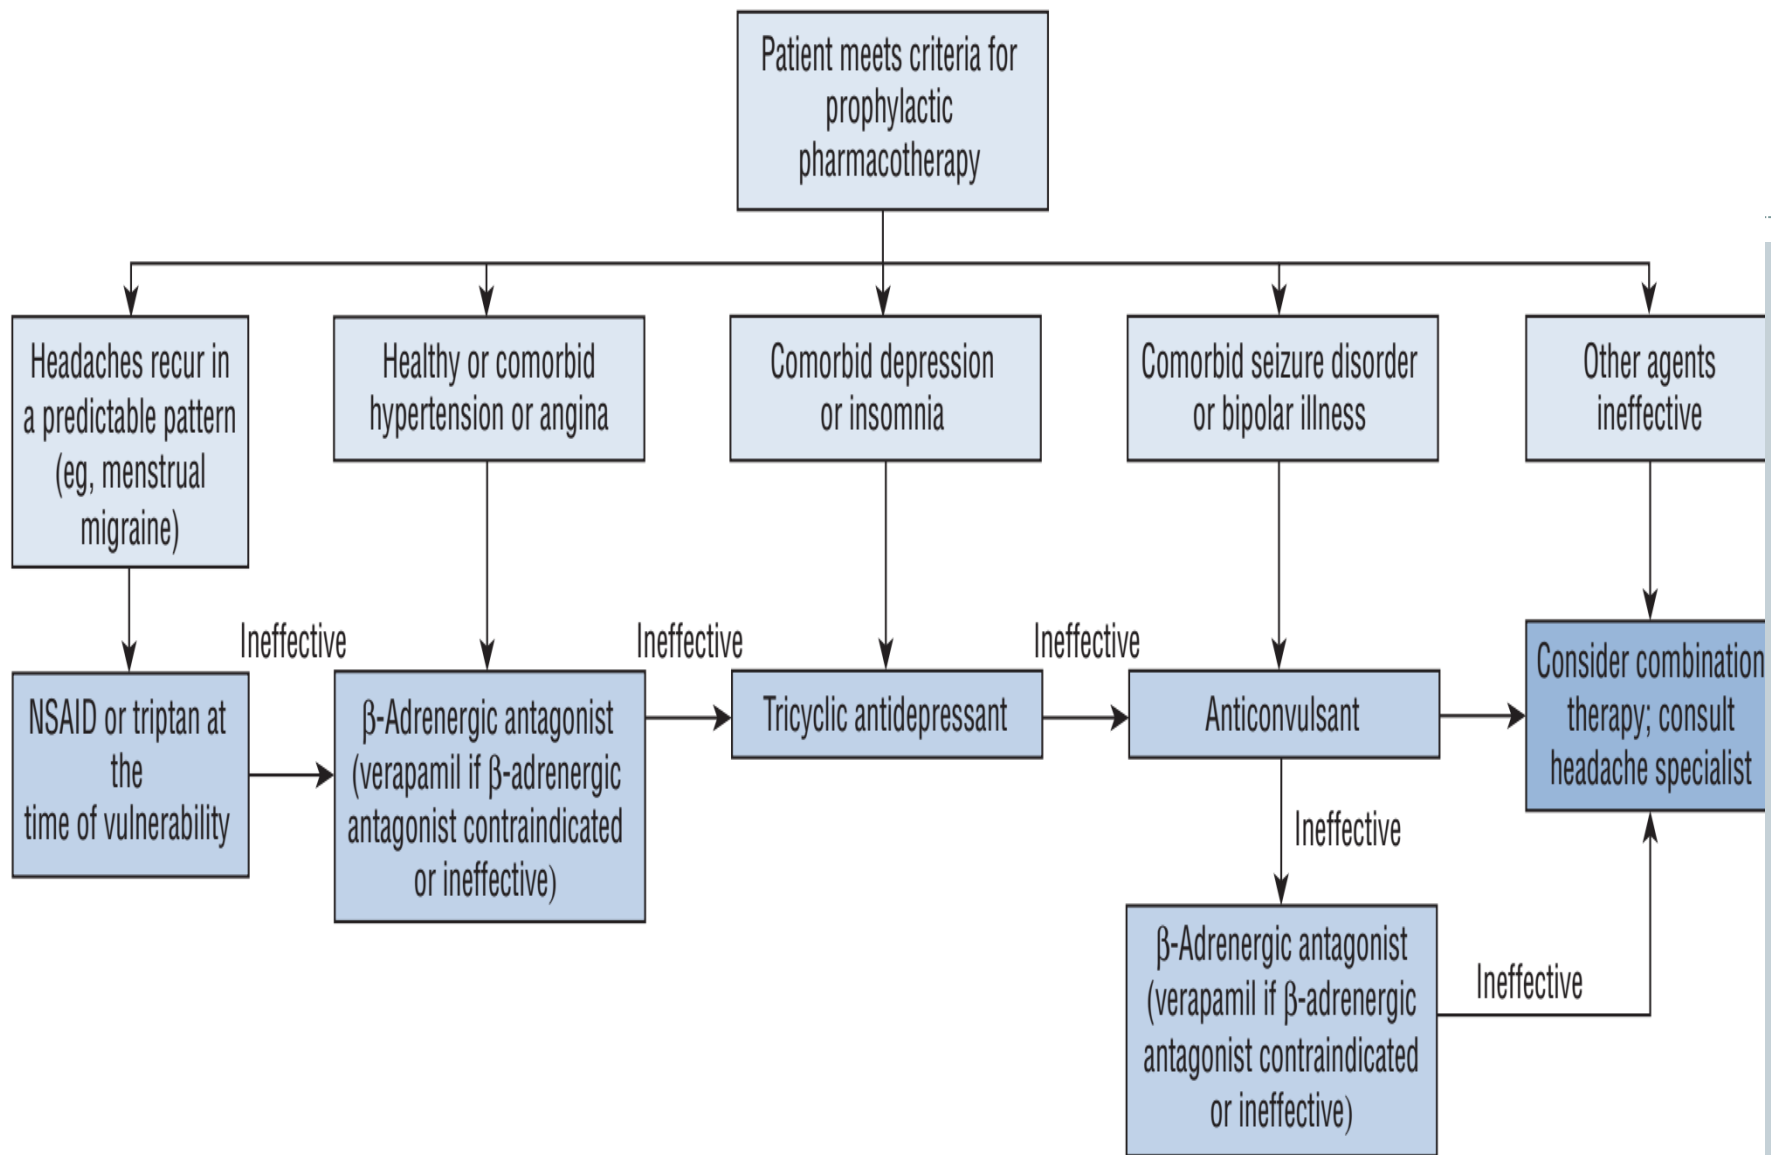 Patient meets criteria for
prophylactic
pharmacotherapy
Headaches recur in
a predictable pattern
(eg, menstrual
migraine)
Healthy or comorbid
hypertension or angina
Comorbid depression
or insomnia
Comorbid seizure disorder
or bipolar illness
Other agents
ineffective
Ineffective
Ineffective
Ineffective
NSAID or triptan at
the
time of vulnerability
β-Adrenergic antagonist
(verapamil if β-adrenergic
antagonist contraindicated
or ineffective)
Tricyclic antidepressant
Anticonvulsant
Consider combination
therapy; consult
headache specialist
Ineffective
β-Adrenergic antagonist
(verapamil if β-adrenergic
antagonist contraindicated
or ineffective)
Ineffective